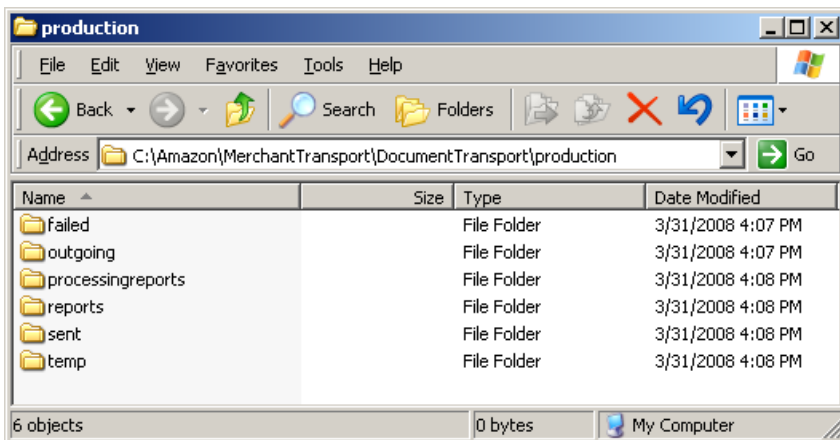 production
File Edit View Favorites Tools Help
Back Search Folders
Address C:\Amazon\MerchantTransport\DocumentTransport\production Go
Name Size Type Date Modified
failed File Folder 3/31/2008 4:07 PM
outgoing File Folder 3/31/2008 4:07 PM
processingreports File Folder 3/31/2008 4:08 PM
reports File Folder 3/31/2008 4:08 PM
sent File Folder 3/31/2008 4:08 PM
temp File Folder 3/31/2008 4:08 PM
6 objects 0 bytes My Computer